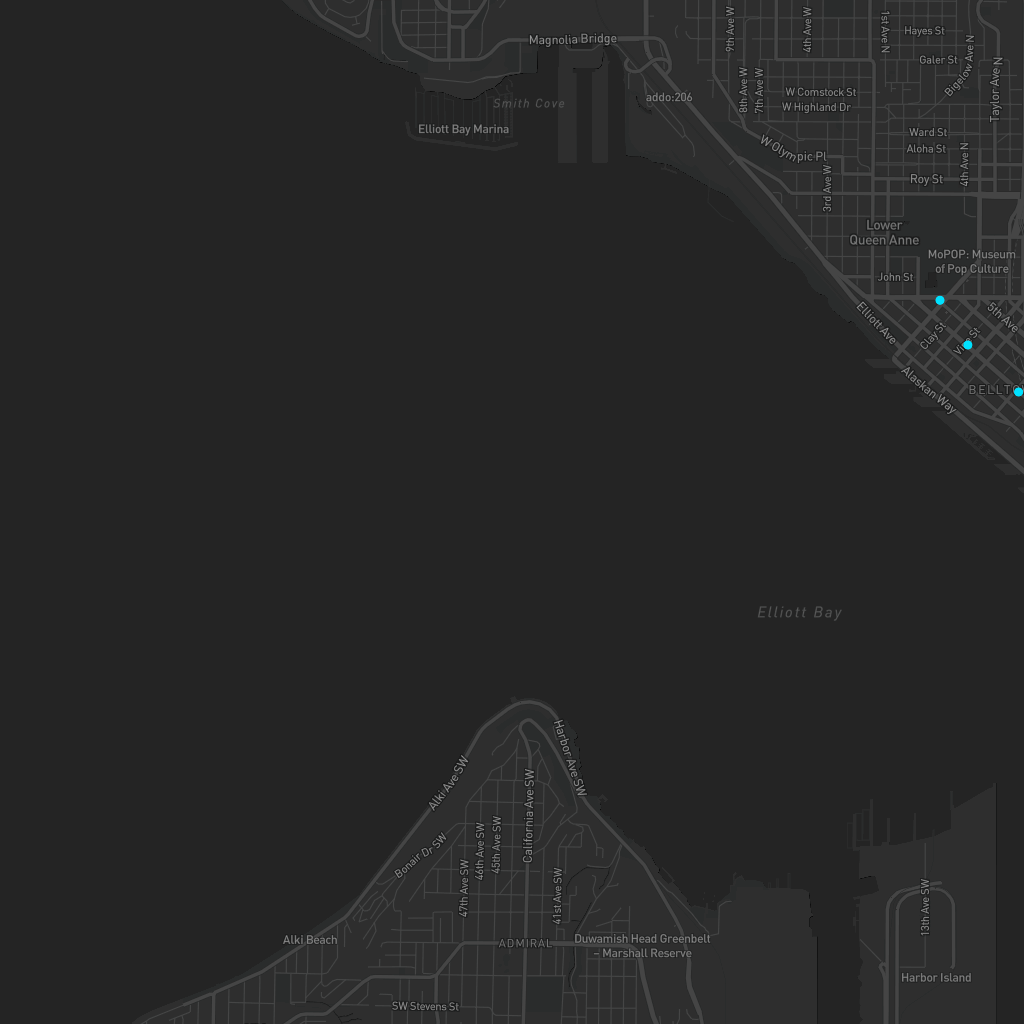 Magnolia Bridge
9th Ave W
4th Ave W
1st Ave N
Hayes St
Galer St
Bigelow Ave N
Taylor Ave N
8th Ave W
7th Ave W
W Comstock St
W Highland Dr
addo:206
Smith Cove
Elliott Bay Marina
Ward St
Aloha St
4th Ave N
W Olympic Pl
3rd Ave W
Roy St
Lower
Queen Anne
MoPOP: Museum
of Pop Culture
John St
Elliott Ave
Clay St
5th Ave
Alaskan Way
Elliott Bay
Harbor Ave SW
Alki Ave SW
California Ave SW
Bonair Dr SW
47th Ave SW
46th Ave SW
45th Ave SW
41st Ave SW
13th Ave SW
Alki Beach
ADMIRAL
Duwamish Head Greenbelt
– Marshall Reserve
Harbor Island
SW Stevens St